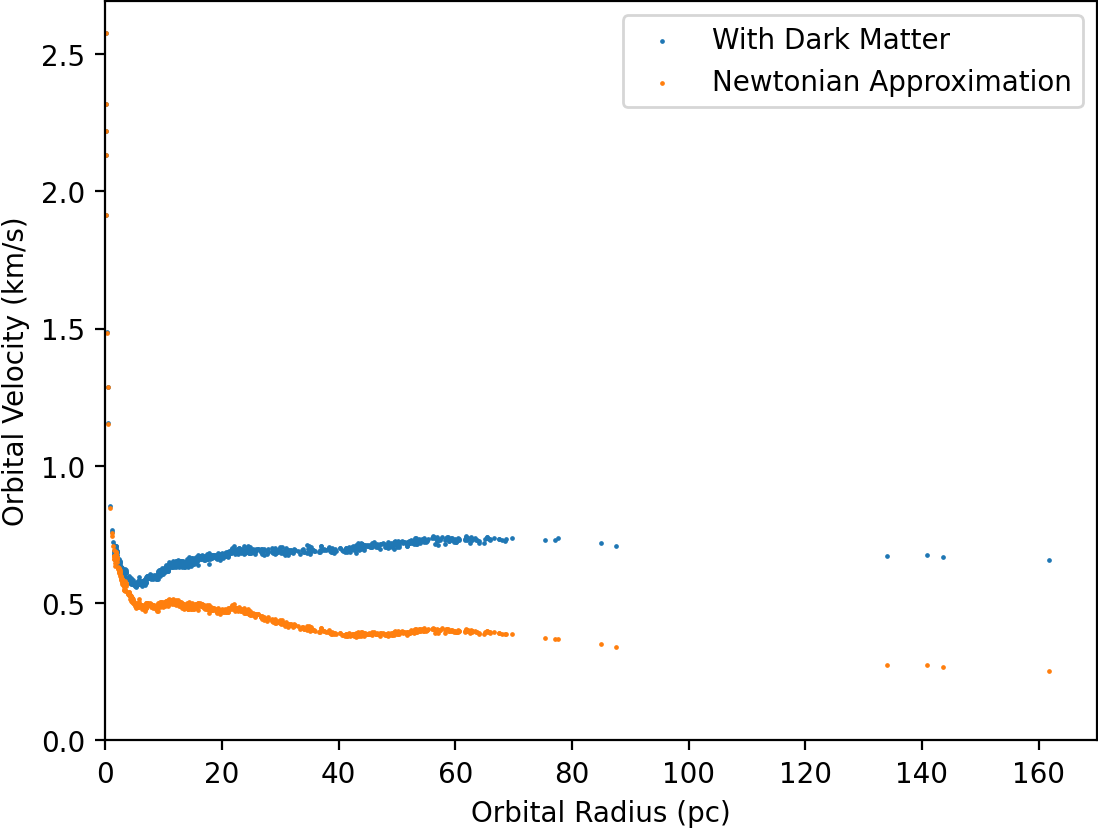 With Dark Matter
Newtonian Approximation
2.5
2.0
1.5
1.0
0.5
0.0
Orbital Velocity (km/s)
0 20 40 60 80 100 120 140 160
Orbital Radius (pc)